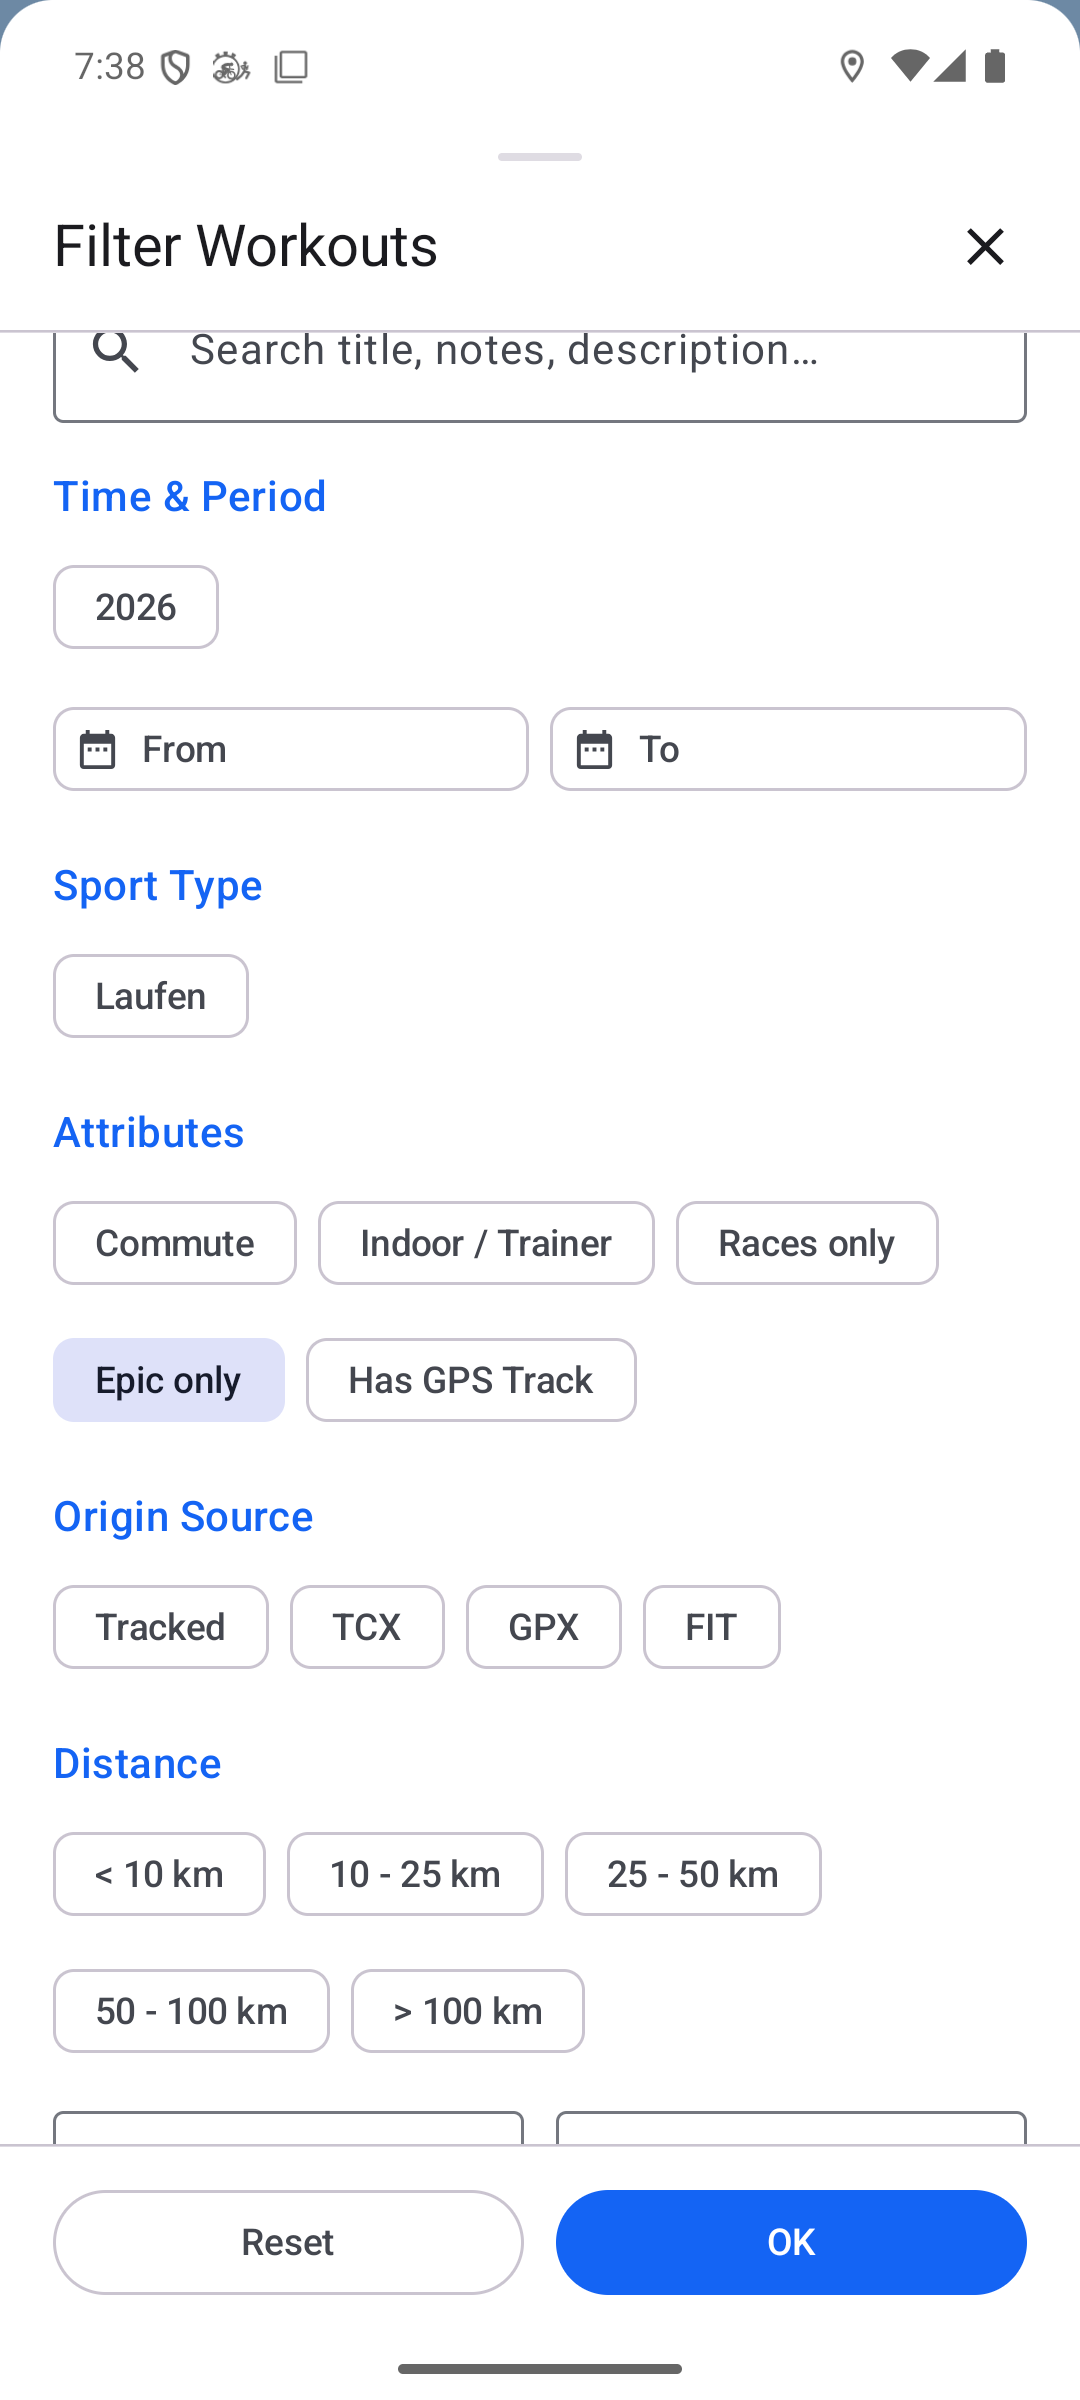 7:38
Filter Workouts
Search title, notes, description...
Time & Period
2026
From To
Sport Type
Laufen
Attributes
Commute Indoor / Trainer Races only
Epic only Has GPS Track
Origin Source
Tracked TCX GPX FIT
Distance
< 10 km 10 - 25 km 25 - 50 km
50 - 100 km > 100 km
Reset OK